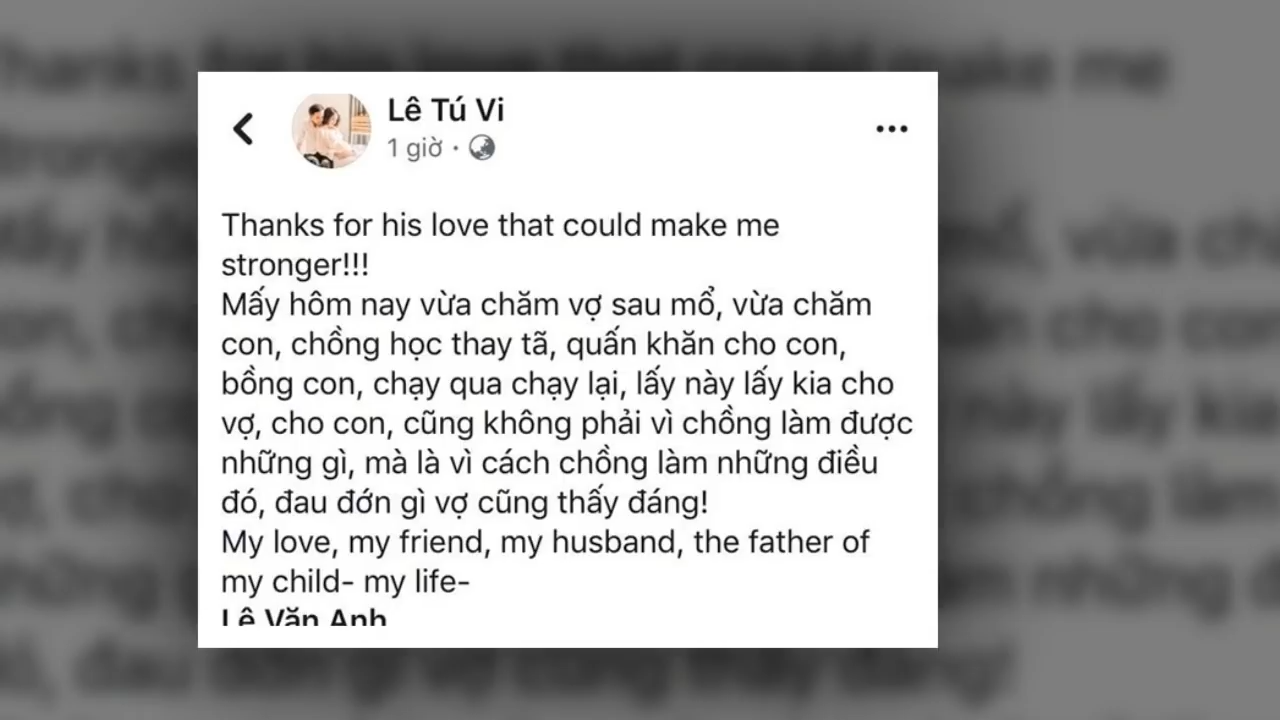 Lê Tú Vi
1 giờ ·
Thanks for his love that could make me
stronger!!!
Mấy hôm nay vừa chăm vợ sau mổ, vừa chăm
con, chồng học thay tã, quấn khăn cho con,
bồng con, chạy qua chạy lại, lấy này lấy kia cho
vợ, cho con, cũng không phải vì chồng làm được
những gì, mà là vì cách chồng làm những điều
đó, đau đớn gì vợ cũng thấy đáng!
My love, my friend, my husband, the father of
my child- my life-
Lê Văn Anh